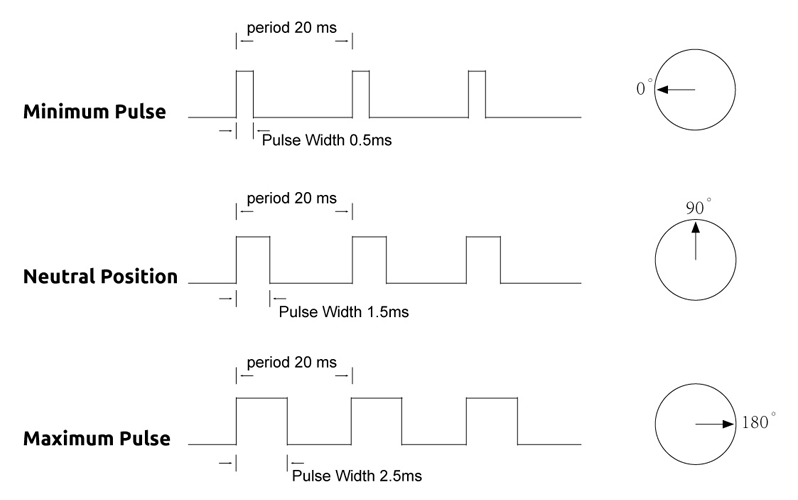 period 20 ms
0°
Minimum Pulse
Pulse Width 0.5ms
period 20 ms
90°
Neutral Position
Pulse Width 1.5ms
period 20 ms
180°
Maximum Pulse
Pulse Width 2.5ms